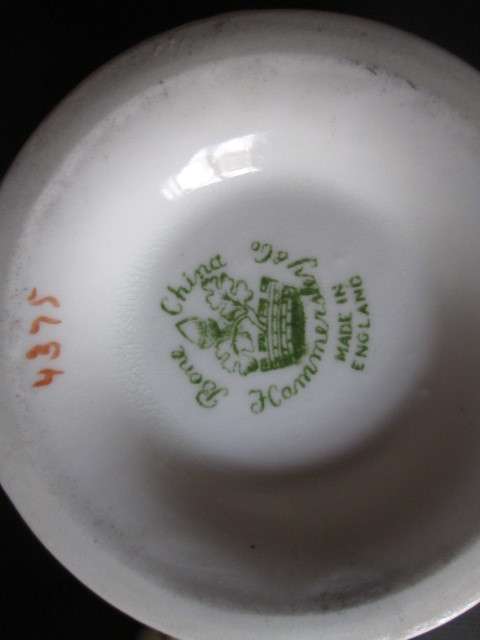 Bone China
Hammersley & Co
MADE IN
ENGLAND
4375